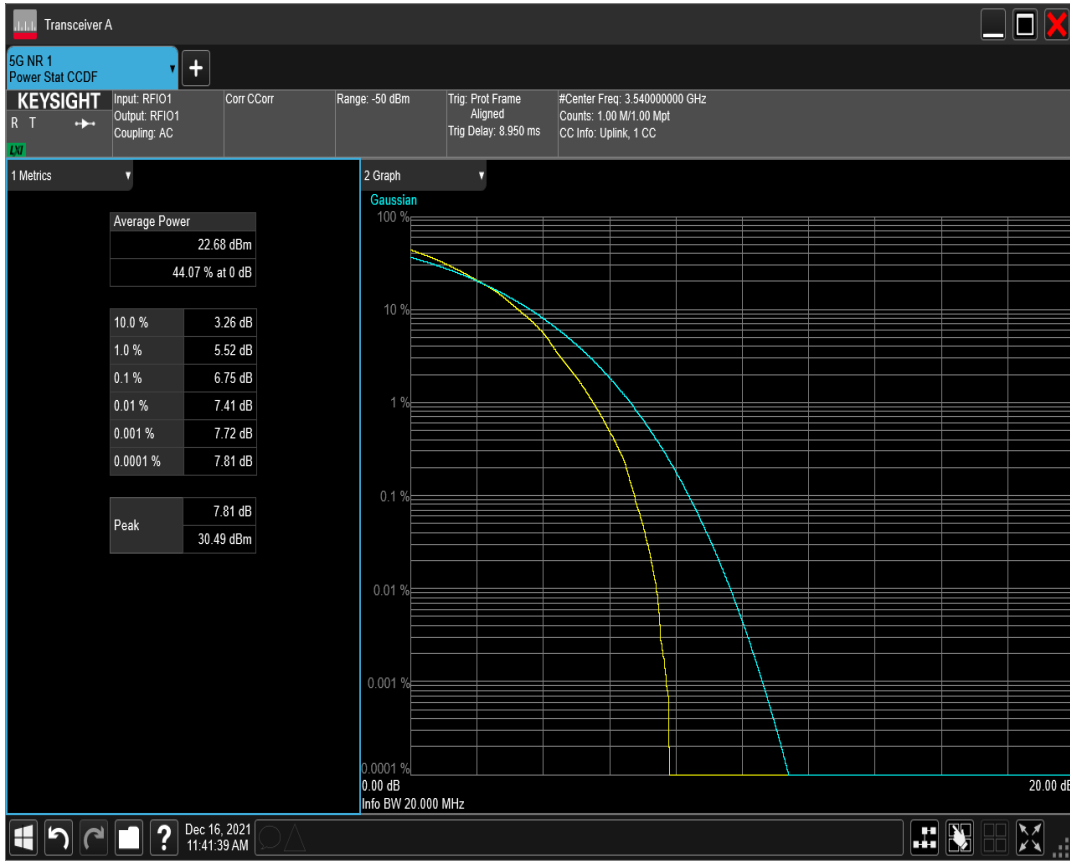 Transceiver A
5G NR 1
Power Stat CCDF
+
KEYSIGHT
R T
LXI
Input: RFIO1
Output: RFIO1
Coupling: AC
Corr CCorr
Range: -50 dBm
Trig: Prot Frame
Aligned
Trig Delay: 8.950 ms
#Center Freq: 3.540000000 GHz
Counts: 1.00 M/1.00 Mpt
CC Info: Uplink, 1 CC
1 Metrics
Average Power
22.68 dBm
44.07 % at 0 dB
10.0 % 3.26 dB
1.0 % 5.52 dB
0.1 % 6.75 dB
0.01 % 7.41 dB
0.001 % 7.72 dB
0.0001 % 7.81 dB
Peak 7.81 dB
30.49 dBm
2 Graph
Gaussian
100 %
10 %
1 %
0.1 %
0.01 %
0.001 %
0.0001 %
0.00 dB 20.00 dB
Info BW 20.000 MHz
?
Dec 16, 2021
11:41:39 AM